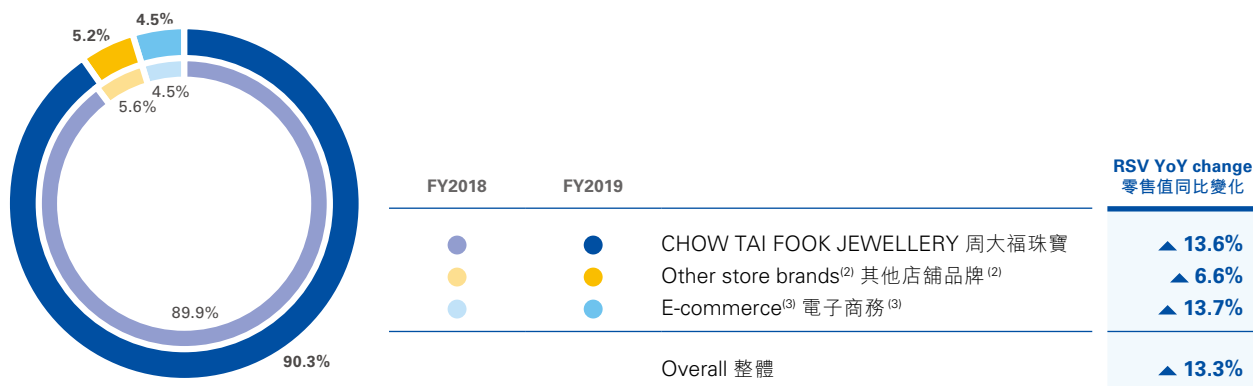 4.5%
5.2%
4.5%
5.6%
89.9%
90.3%
RSV YoY change
零售值同比變化
FY2018 FY2019
CHOW TAI FOOK JEWELLERY 周大福珠寶 ▲ 13.6%
Other store brands(2) 其他店舖品牌(2) ▲ 6.6%
E-commerce(3) 電子商務(3) ▲ 13.7%
Overall 整體 ▲ 13.3%